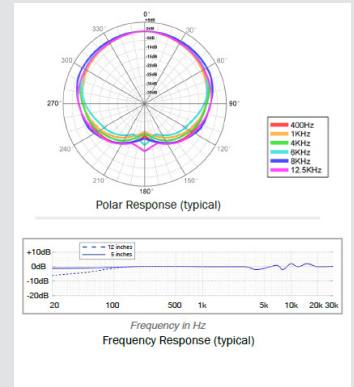 0°
330
30°
300
60°
270°
90°
240
120°
210
150°
180°
400Hz
1KHz
4KHz
6KHz
8KHz
12.5KHz
Polar Response (typical)
12 inches
+10dB
0dB
-10dB
-20dB
20 100 500 1k 5k 10k 20k 30k
Frequency in Hz
Frequency Response (typical)